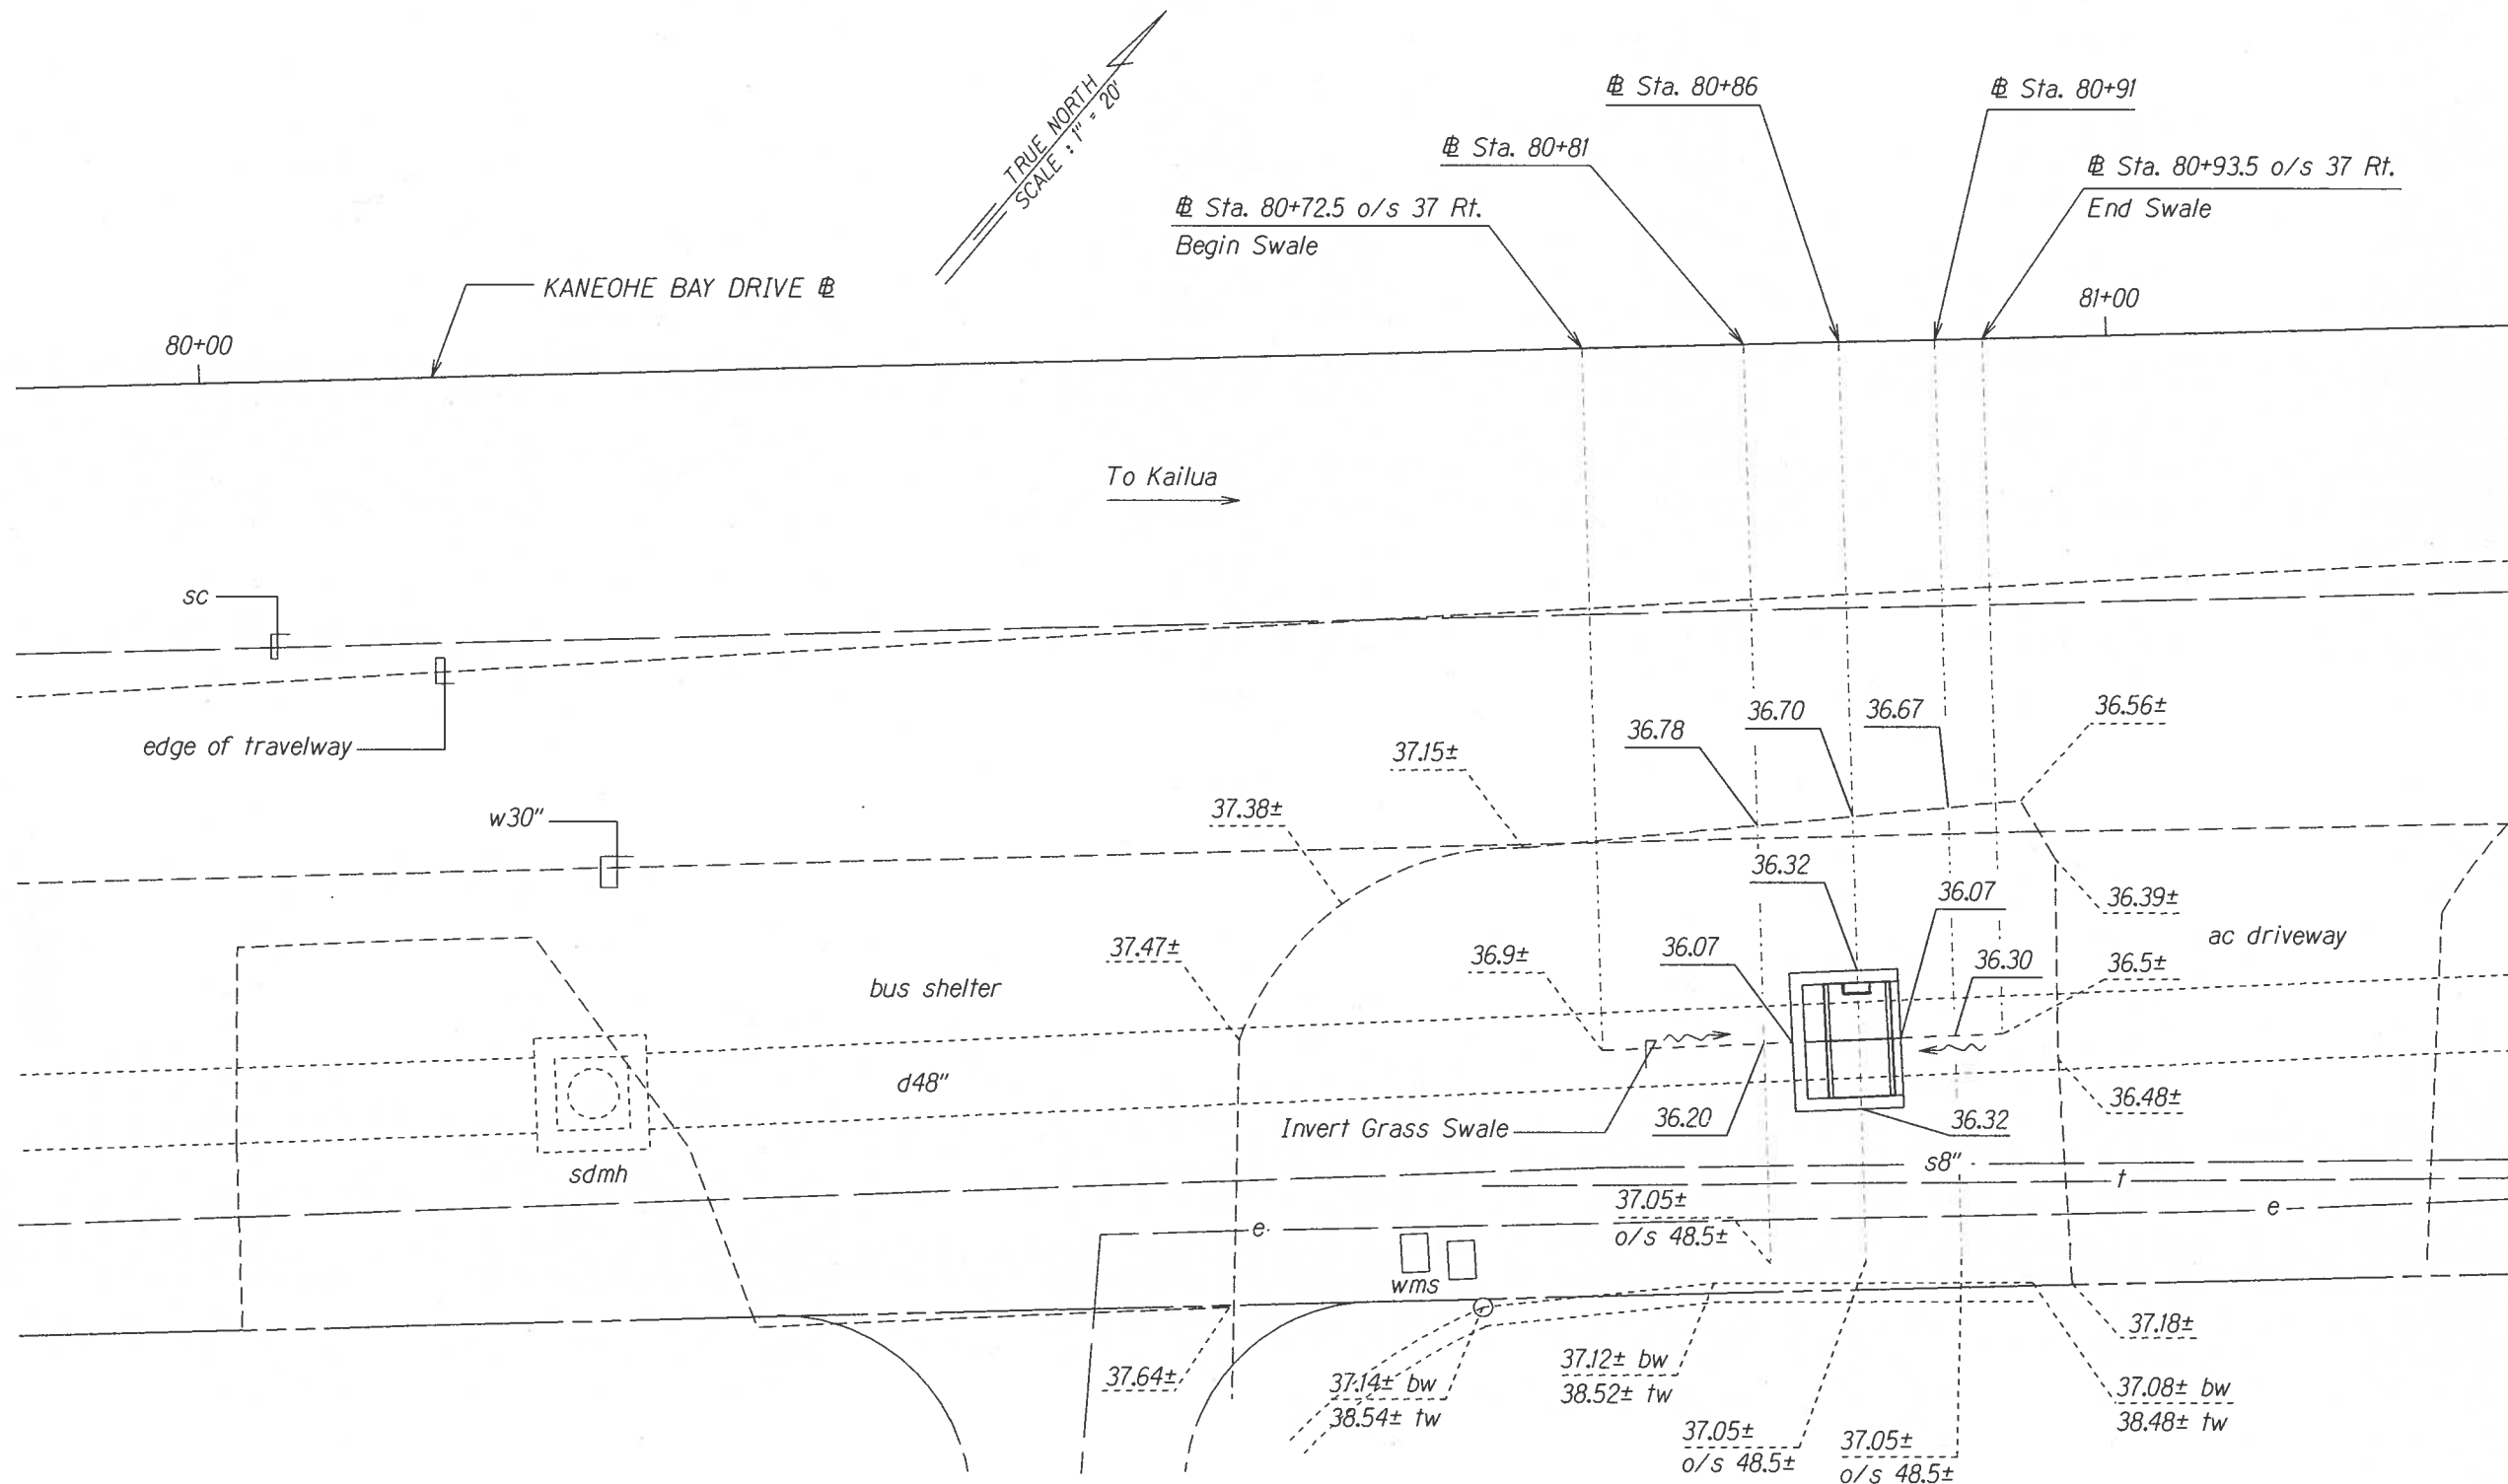 TRUE NORTH
SCALE : 1" = 20'
℄ Sta. 80+86
℄ Sta. 80+91
℄ Sta. 80+81
℄ Sta. 80+93.5 o/s 37 Rt.
End Swale
℄ Sta. 80+72.5 o/s 37 Rt.
Begin Swale
KANEOHE BAY DRIVE ℄
81+00
80+00
To Kailua
sc
edge of travelway
36.56±
36.67
36.70
36.78
37.15±
37.38±
w30"
36.32
36.07
36.39±
ac driveway
37.47±
36.9±
36.07
36.30
36.5±
bus shelter
d48"
36.48±
Invert Grass Swale
36.20
36.32
sdmh
s8"
t
37.05±
o/s 48.5±
e
e
wms
37.18±
37.64±
37.14± bw
38.54± tw
37.12± bw
38.52± tw
37.08± bw
38.48± tw
37.05±
o/s 48.5±
37.05±
o/s 48.5±